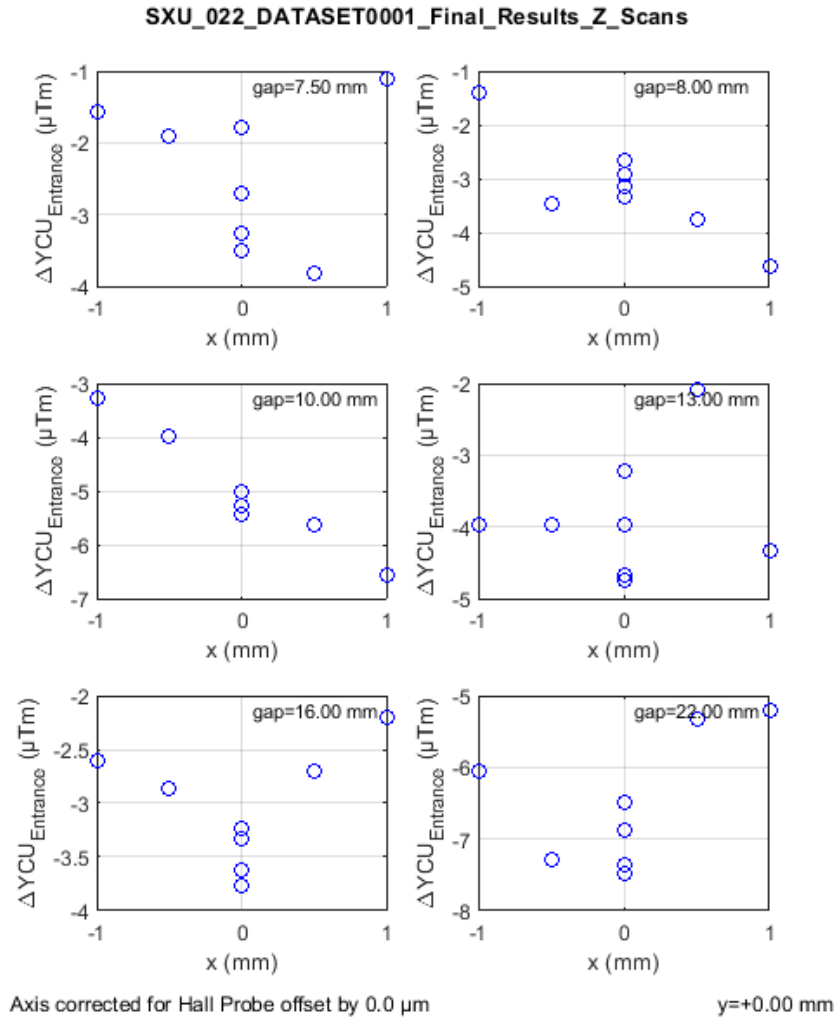 SXU_022_DATASET0001_Final_Results_Z_Scans
-1
-2
-3
-4
ΔYCU_Entrance (µTm)
gap=7.50 mm
-1 0 1
x (mm)
-1
-2
-3
-4
-5
ΔYCU_Entrance (µTm)
gap=8.00 mm
-1 0 1
x (mm)
-3
-4
-5
-6
-7
ΔYCU_Entrance (µTm)
gap=10.00 mm
-1 0 1
x (mm)
-2
-3
-4
-5
ΔYCU_Entrance (µTm)
gap=13.00 mm
-1 0 1
x (mm)
-2
-2.5
-3
-3.5
-4
ΔYCU_Entrance (µTm)
gap=16.00 mm
-1 0 1
x (mm)
-5
-6
-7
-8
ΔYCU_Entrance (µTm)
gap=22.00 mm
-1 0 1
x (mm)
Axis corrected for Hall Probe offset by 0.0 µm
y=+0.00 mm